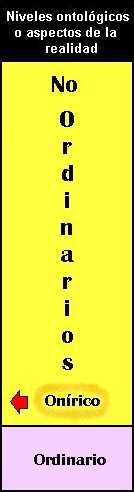 Niveles ontológicos
o aspectos de la
realidad
No
O
r
d
i
n
a
r
i
o
s
Onírico
Ordinario